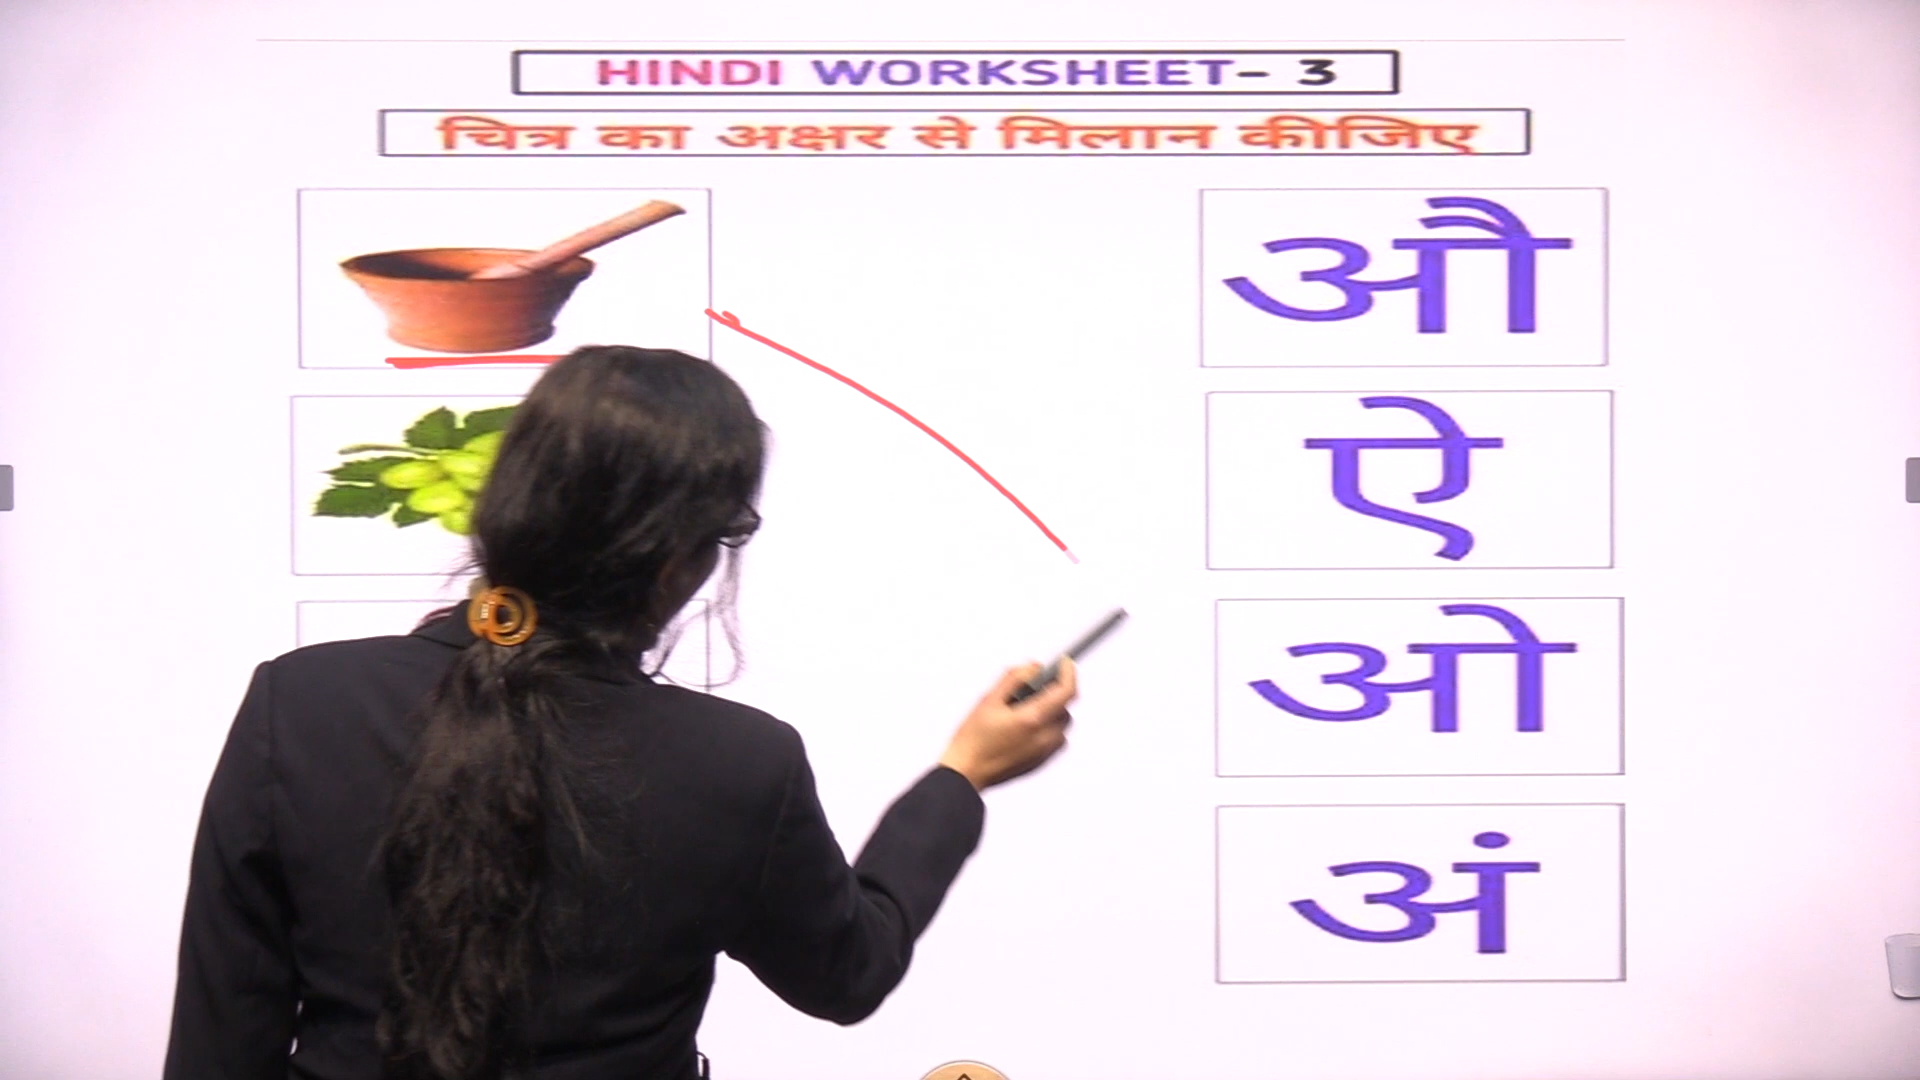 HINDI WORKSHEET- 3
चित्र का अक्षर से मिलान कीजिए
औ
ऐ
ओ
अं